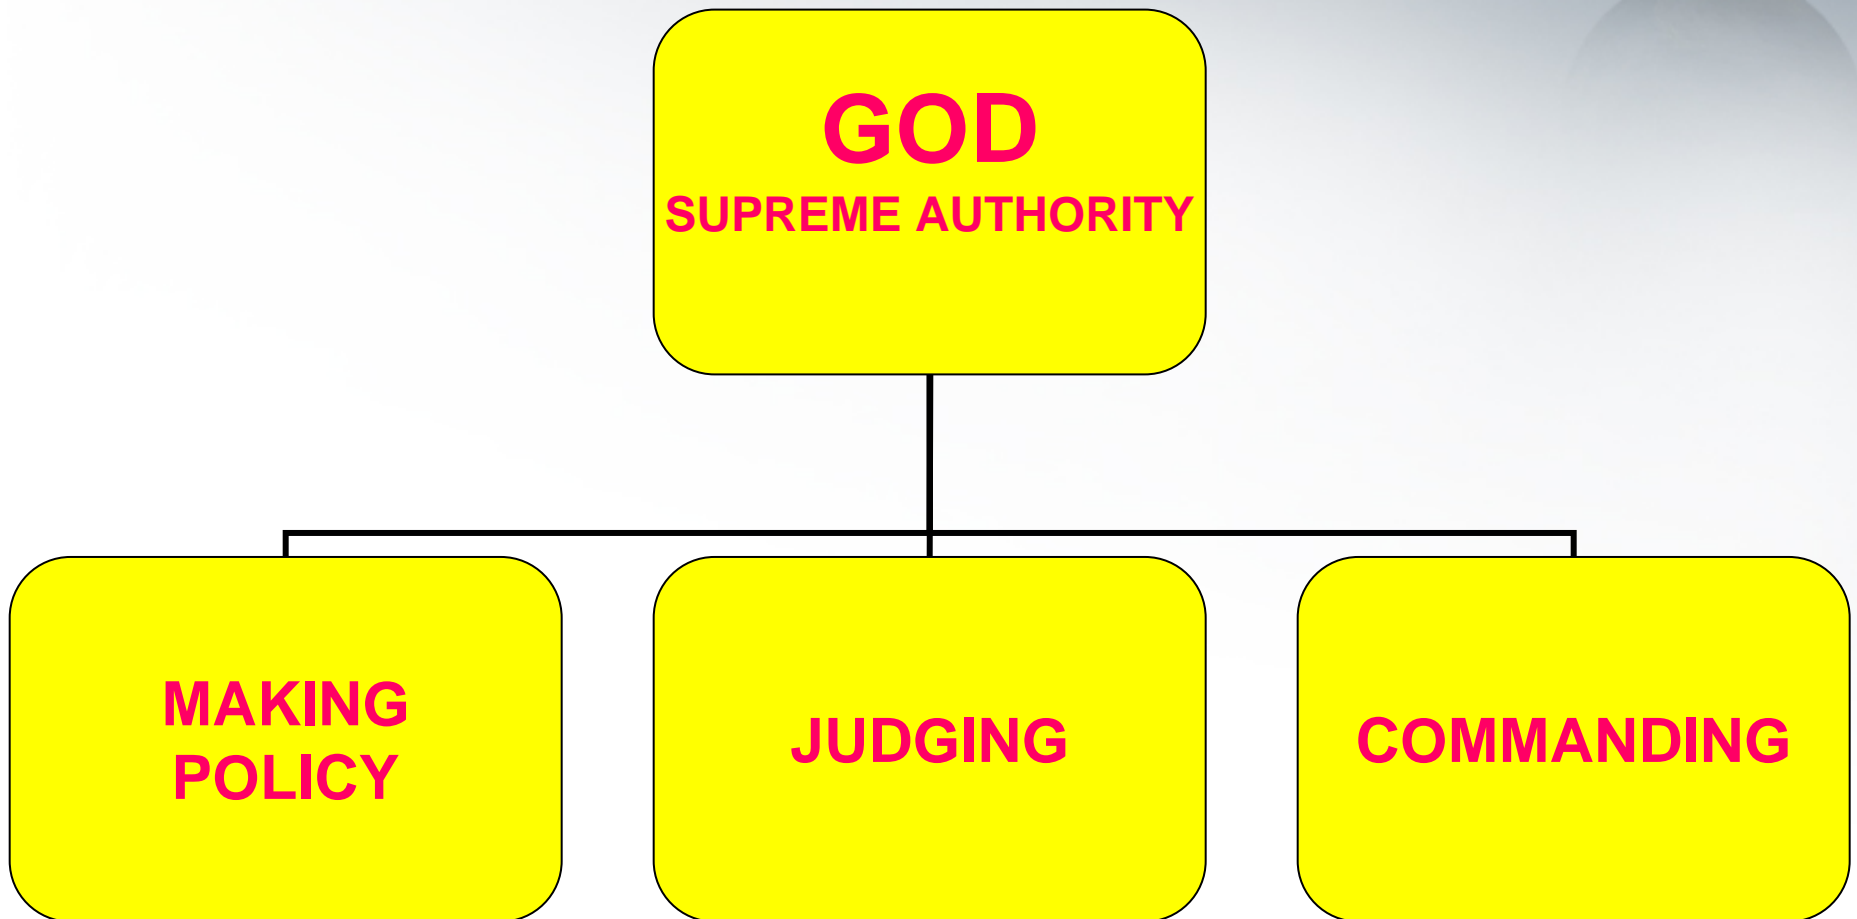 GOD
SUPREME AUTHORITY
MAKING
POLICY
JUDGING
COMMANDING